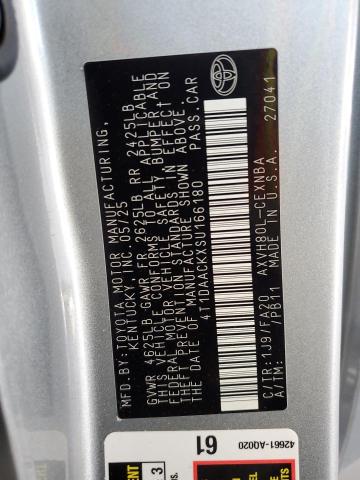 MFD. BY:TOYOTA MOTOR MANUFACTURING,
KENTUCKY, INC. 05/25
GVWR 4625LB GAWR FR 2625LB RR 2425LB
THIS VEHICLE CONFORMS TO ALL APPLICABLE
FEDERAL MOTOR VEHICLE SAFETY, BUMPER AND
THEFT PREVENTION STANDARDS IN EFFECT ON
THE DATE OF MANUFACTURE SHOWN ABOVE.
4T1DAACKXSU166180 PASS.CAR
C/TR:1J9/FA20 AXVH80L-CEXNBA
A/TM: /PB11 MADE IN U.S.A. 27041
42661-AQ020
61